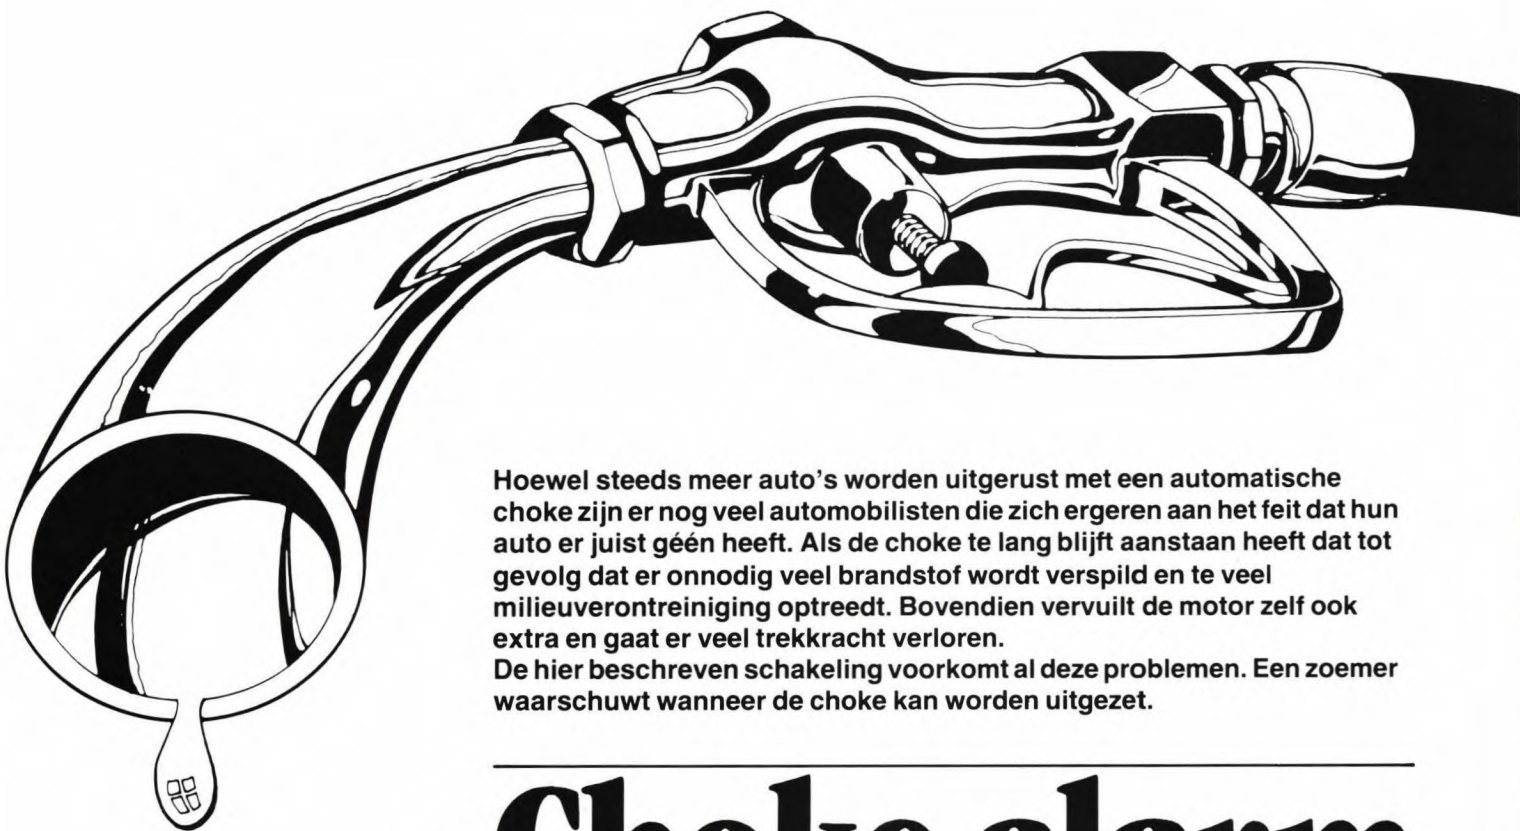 Hoewel steeds meer auto's worden uitgerust met een automatische
choke zijn er nog veel automobilisten die zich ergeren aan het feit dat hun
auto er juist géén heeft. Als de choke te lang blijft aanstaan heeft dat tot
gevolg dat er onnodig veel brandstof wordt verspild en te veel
milieuverontreiniging optreedt. Bovendien vervuilt de motor zelf ook
extra en gaat er veel trekkracht verloren.
De hier beschreven schakeling voorkomt al deze problemen. Een zoemer
waarschuwt wanneer de choke kan worden uitgezet.
Choke alarm